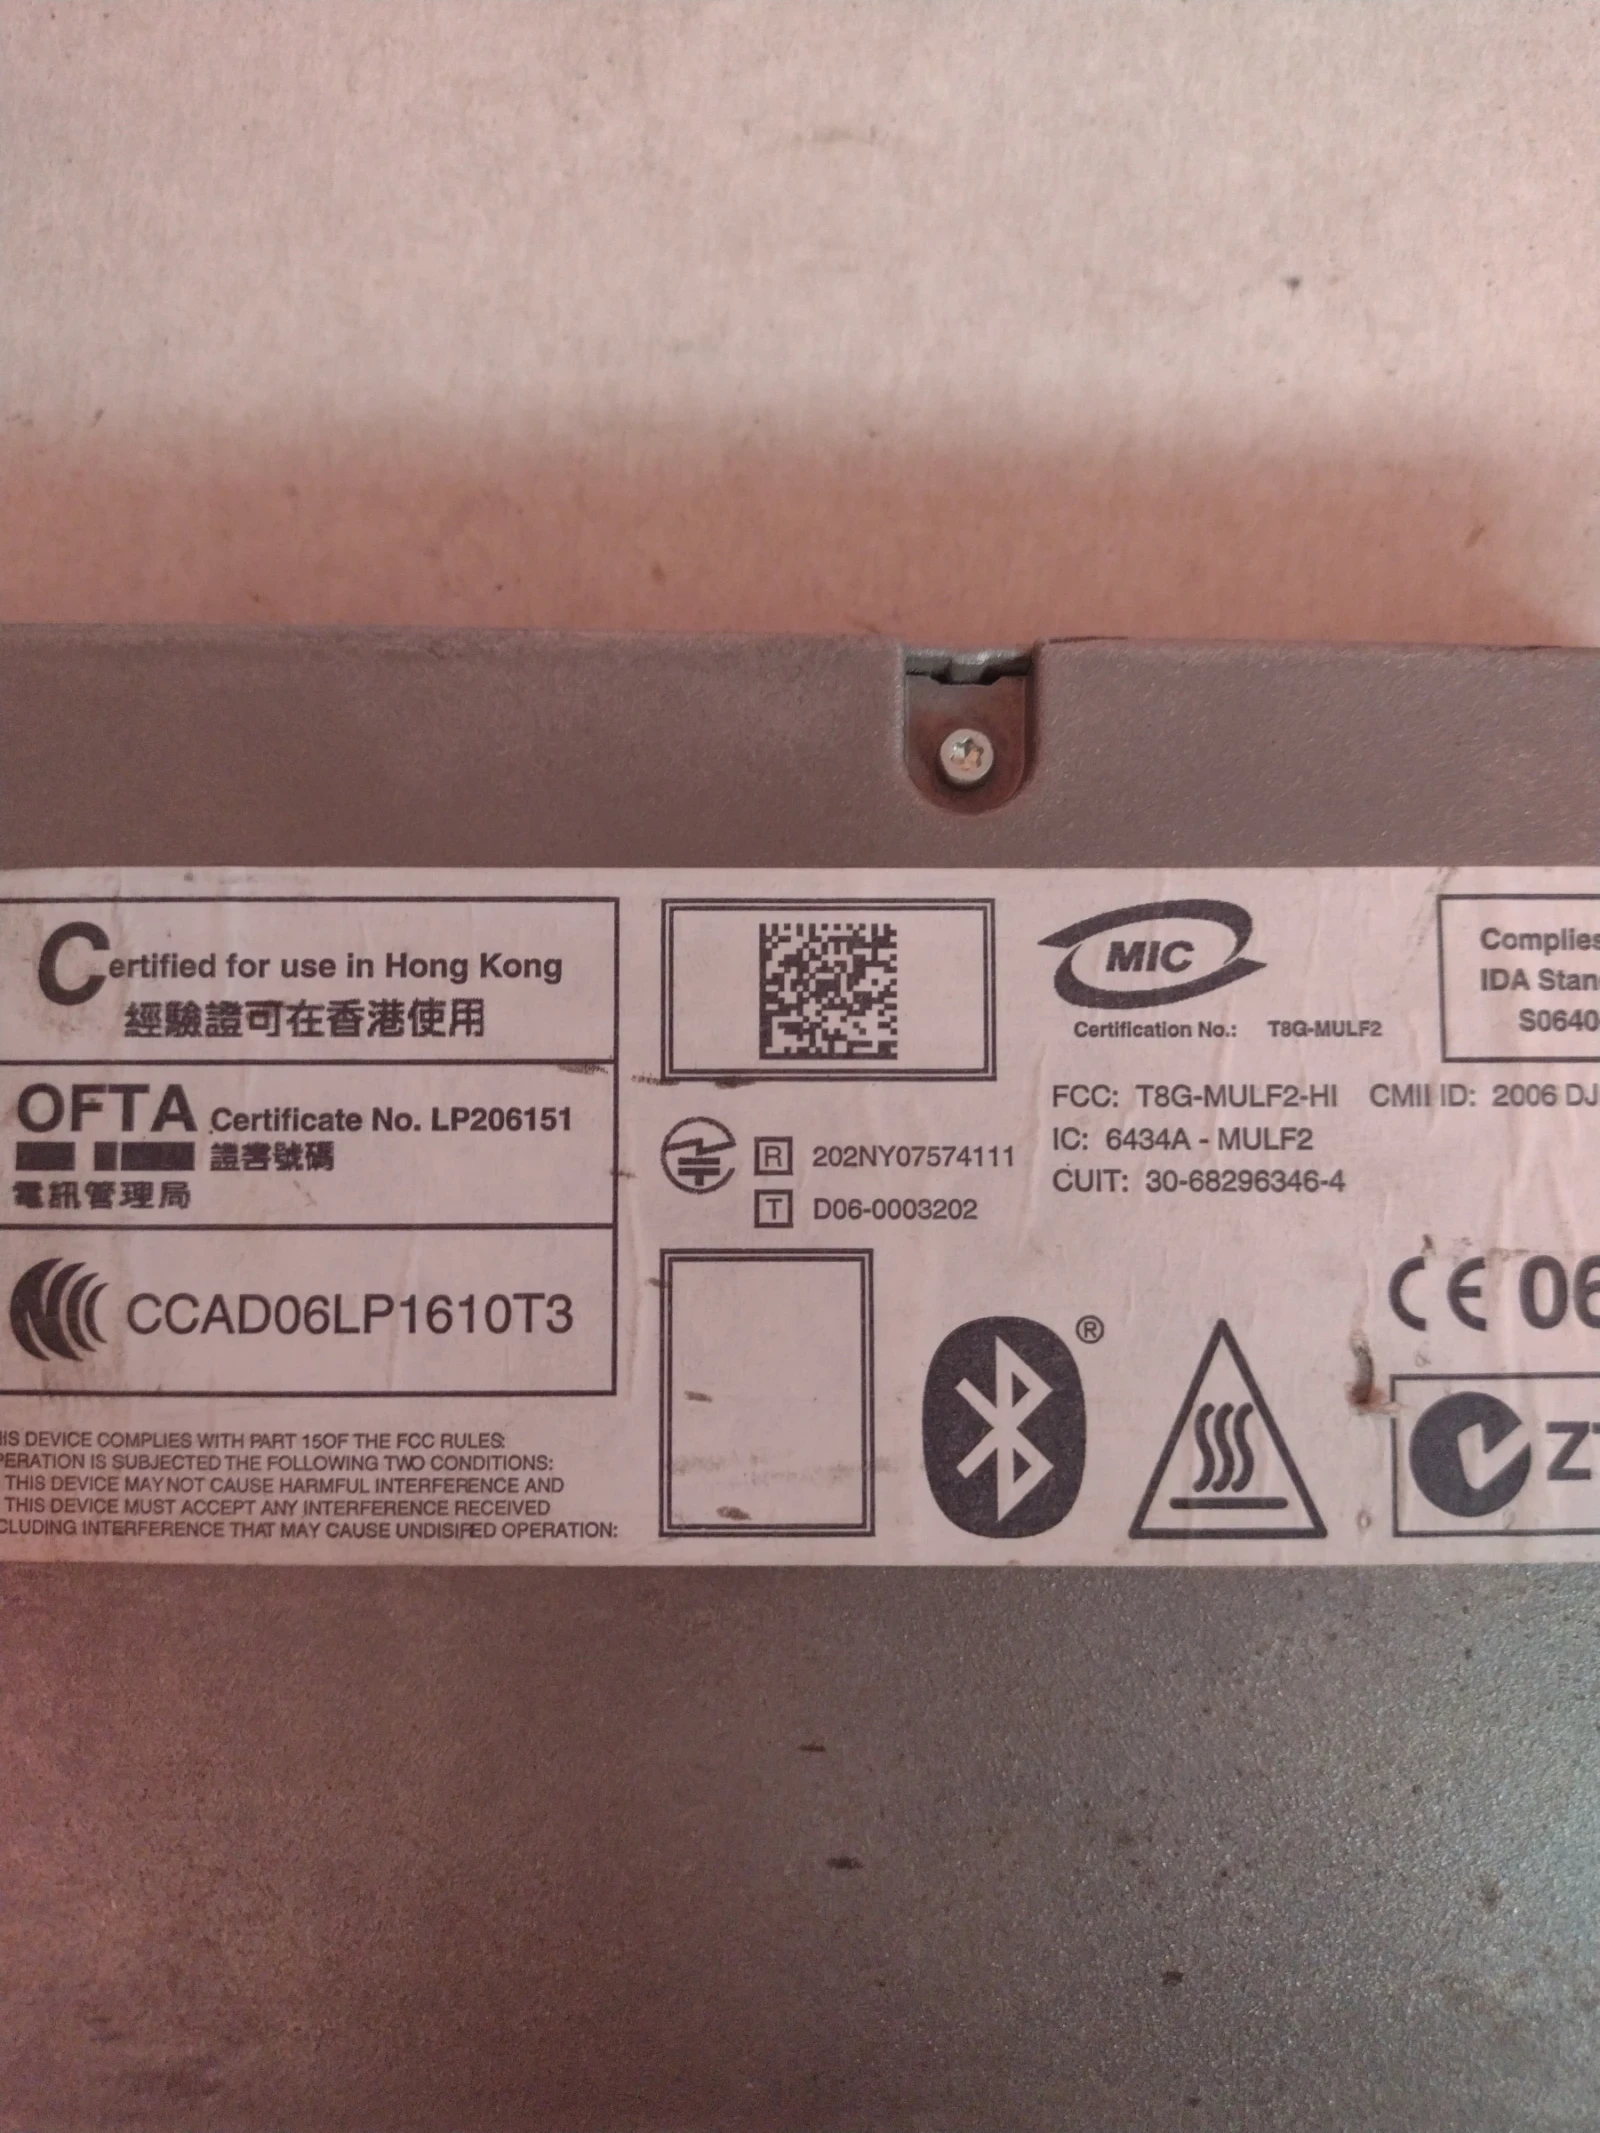 Certified for use in Hong Kong
經驗證可在香港使用
OFTA Certificate No. LP206151
證書號碼
電訊管理局
CCAD06LP1610T3
IS DEVICE COMPLIES WITH PART 15OF THE FCC RULES:
PERATION IS SUBJECTED THE FOLLOWING TWO CONDITIONS:
THIS DEVICE MAY NOT CAUSE HARMFUL INTERFERENCE AND
THIS DEVICE MUST ACCEPT ANY INTERFERENCE RECEIVED
CLUDING INTERFERENCE THAT MAY CAUSE UNDISIRED OPERATION:
R 202NY07574111
T D06-0003202
MIC
Certification No.: T8G-MULF2
FCC: T8G-MULF2-HI CMII ID: 2006 DJ
IC: 6434A - MULF2
CUIT: 30-68296346-4
Complies
IDA Stan
S0640
CE 06
®